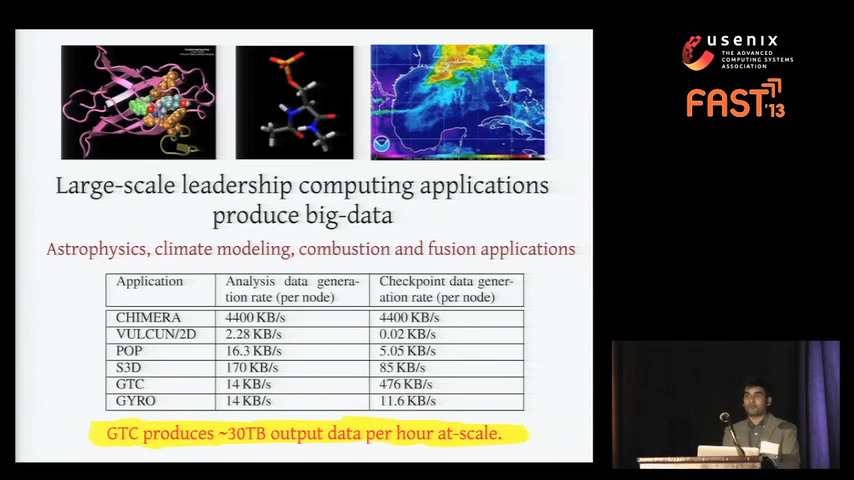 usenix
THE ADVANCED
COMPUTING SYSTEMS
ASSOCIATION
FAST'13
Large-scale leadership computing applications
produce big-data
Astrophysics, climate modeling, combustion and fusion applications
Application Analysis data genera- Checkpoint data gener-
tion rate (per node) ation rate (per node)
CHIMERA 4400 KB/s 4400 KB/s
VULCUN/2D 2.28 KB/s 0.02 KB/s
POP 16.3 KB/s 5.05 KB/s
S3D 170 KB/s 85 KB/s
GTC 14 KB/s 476 KB/s
GYRO 14 KB/s 11.6 KB/s
GTC produces ~30TB output data per hour at-scale.